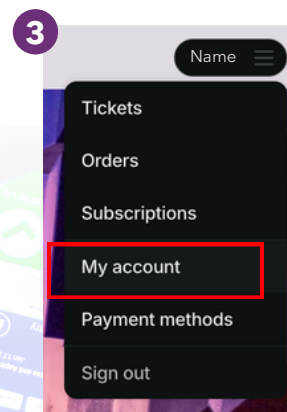 3
Name
Tickets
Orders
Subscriptions
My account
Payment methods
Sign out